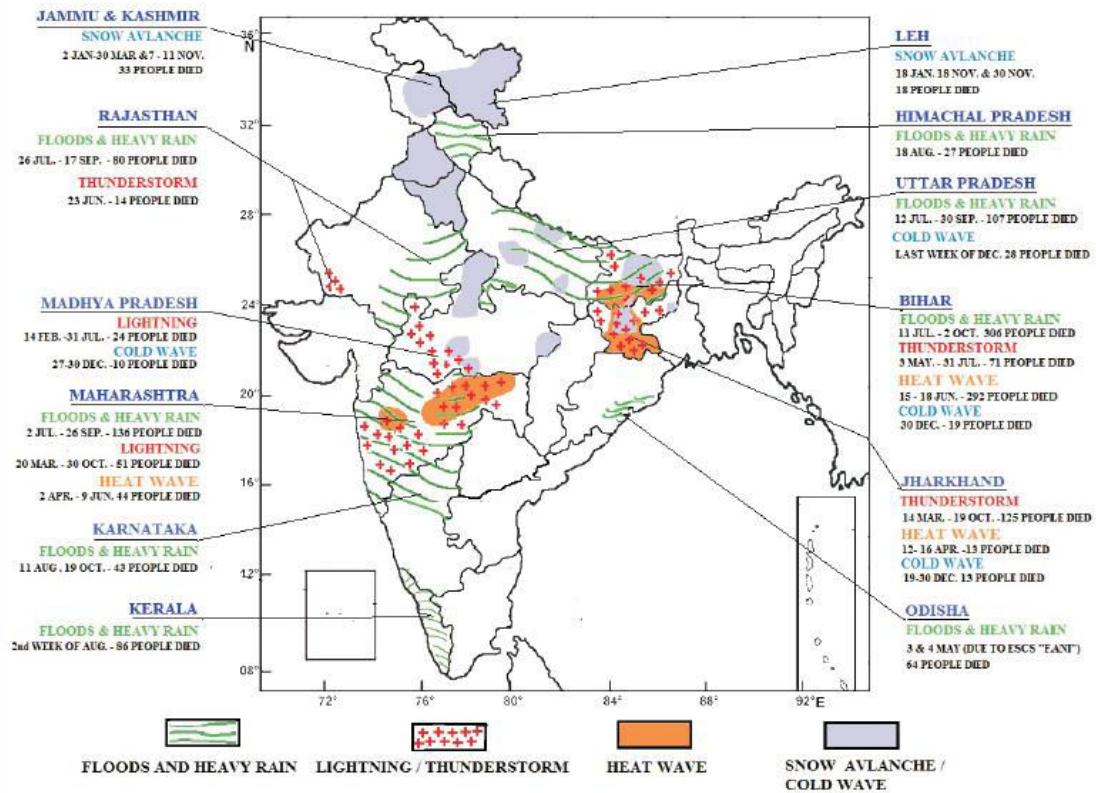 JAMMU & KASHMIR
SNOW AVLANCHE
2 JAN-30 MAR &7 - 11 NOV.
33 PEOPLE DIED
RAJASTHAN
FLOODS & HEAVY RAIN
26 JUL. - 17 SEP. - 80 PEOPLE DIED
THUNDERSTORM
23 JUN. - 14 PEOPLE DIED
MADHYA PRADESH
LIGHTNING
14 FEB. -31 JUL. - 24 PEOPLE DIED
COLD WAVE
27-30 DEC. -10 PEOPLE DIED
MAHARASHTRA
FLOODS & HEAVY RAIN
2 JUL. - 26 SEP. - 136 PEOPLE DIED
LIGHTNING
20 MAR. - 30 OCT. - 51 PEOPLE DIED
HEAT WAVE
2 APR. - 9 JUN. 44 PEOPLE DIED
KARNATAKA
FLOODS & HEAVY RAIN
11 AUG . 19 OCT. - 43 PEOPLE DIED
KERALA
FLOODS & HEAVY RAIN
2nd WEEK OF AUG. - 86 PEOPLE DIED
36°
N
32°
28°
24°
20°
16°
12°
08°
72°
76°
80°
84°
88°
92°E
LEH
SNOW AVLANCHE
18 JAN. 18 NOV. & 30 NOV.
18 PEOPLE DIED
HIMACHAL PRADESH
FLOODS & HEAVY RAIN
18 AUG. - 27 PEOPLE DIED
UTTAR PRADESH
FLOODS & HEAVY RAIN
12 JUL. - 30 SEP. - 107 PEOPLE DIED
COLD WAVE
LAST WEEK OF DEC. 28 PEOPLE DIED
BIHAR
FLOODS & HEAVY RAIN
11 JUL. - 2 OCT. 306 PEOPLE DIED
THUNDERSTORM
3 MAY. - 31 JUL. - 71 PEOPLE DIED
HEAT WAVE
15 - 18 JUN. - 292 PEOPLE DIED
COLD WAVE
30 DEC. - 19 PEOPLE DIED
JHARKHAND
THUNDERSTORM
14 MAR. - 19 OCT. -125 PEOPLE DIED
HEAT WAVE
12- 16 APR. -13 PEOPLE DIED
COLD WAVE
19-30 DEC. 13 PEOPLE DIED
ODISHA
FLOODS & HEAVY RAIN
3 & 4 MAY (DUE TO ESCS "FANI")
64 PEOPLE DIED
FLOODS AND HEAVY RAIN
LIGHTNING / THUNDERSTORM
HEAT WAVE
SNOW AVLANCHE /
COLD WAVE